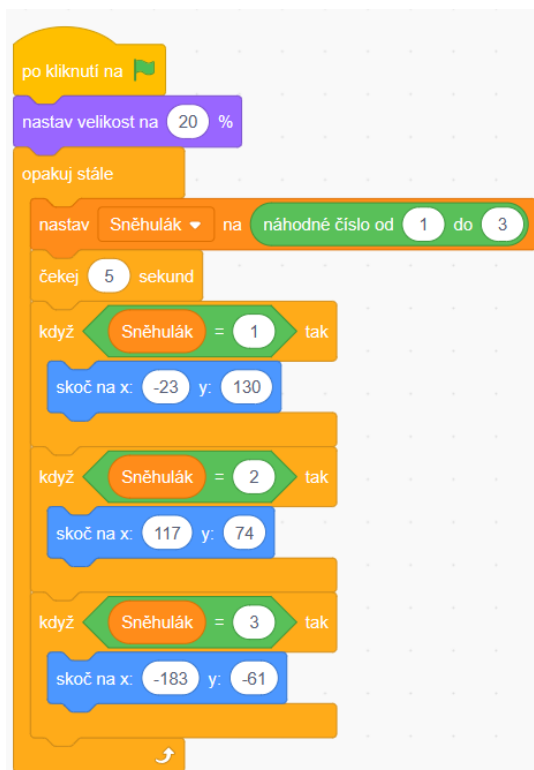 po kliknutí na
nastav velikost na 20 %
opakuj stále
nastav Sněhulák na náhodné číslo od 1 do 3
čekej 5 sekund
když Sněhulák = 1 tak
skoč na x: -23 y: 130
když Sněhulák = 2 tak
skoč na x: 117 y: 74
když Sněhulák = 3 tak
skoč na x: -183 y: -61